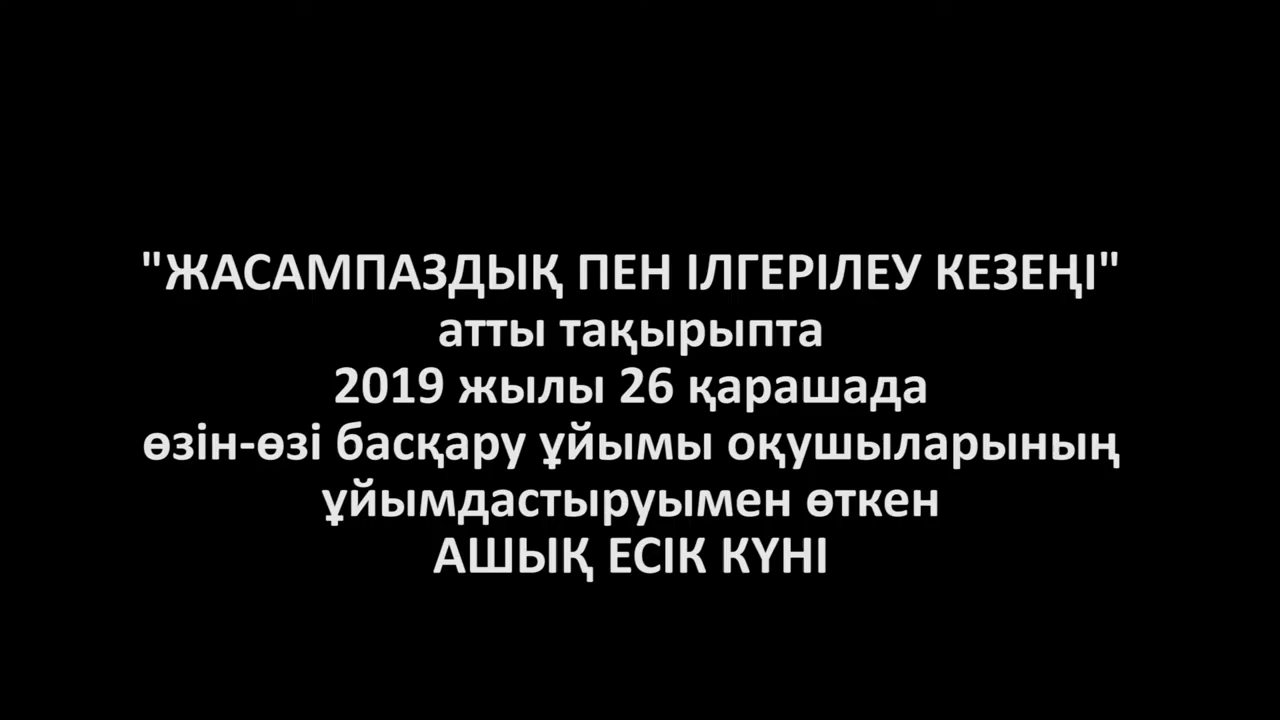 "ЖАСАМПАЗДЫҚ ПЕН ІЛГЕРІЛЕУ КЕЗЕҢІ"
атты тақырыпта
2019 жылы 26 қарашада
өзін-өзі басқару ұйымы оқушыларының
ұйымдастыруымен өткен
АШЫҚ ЕСІК КҮНІ